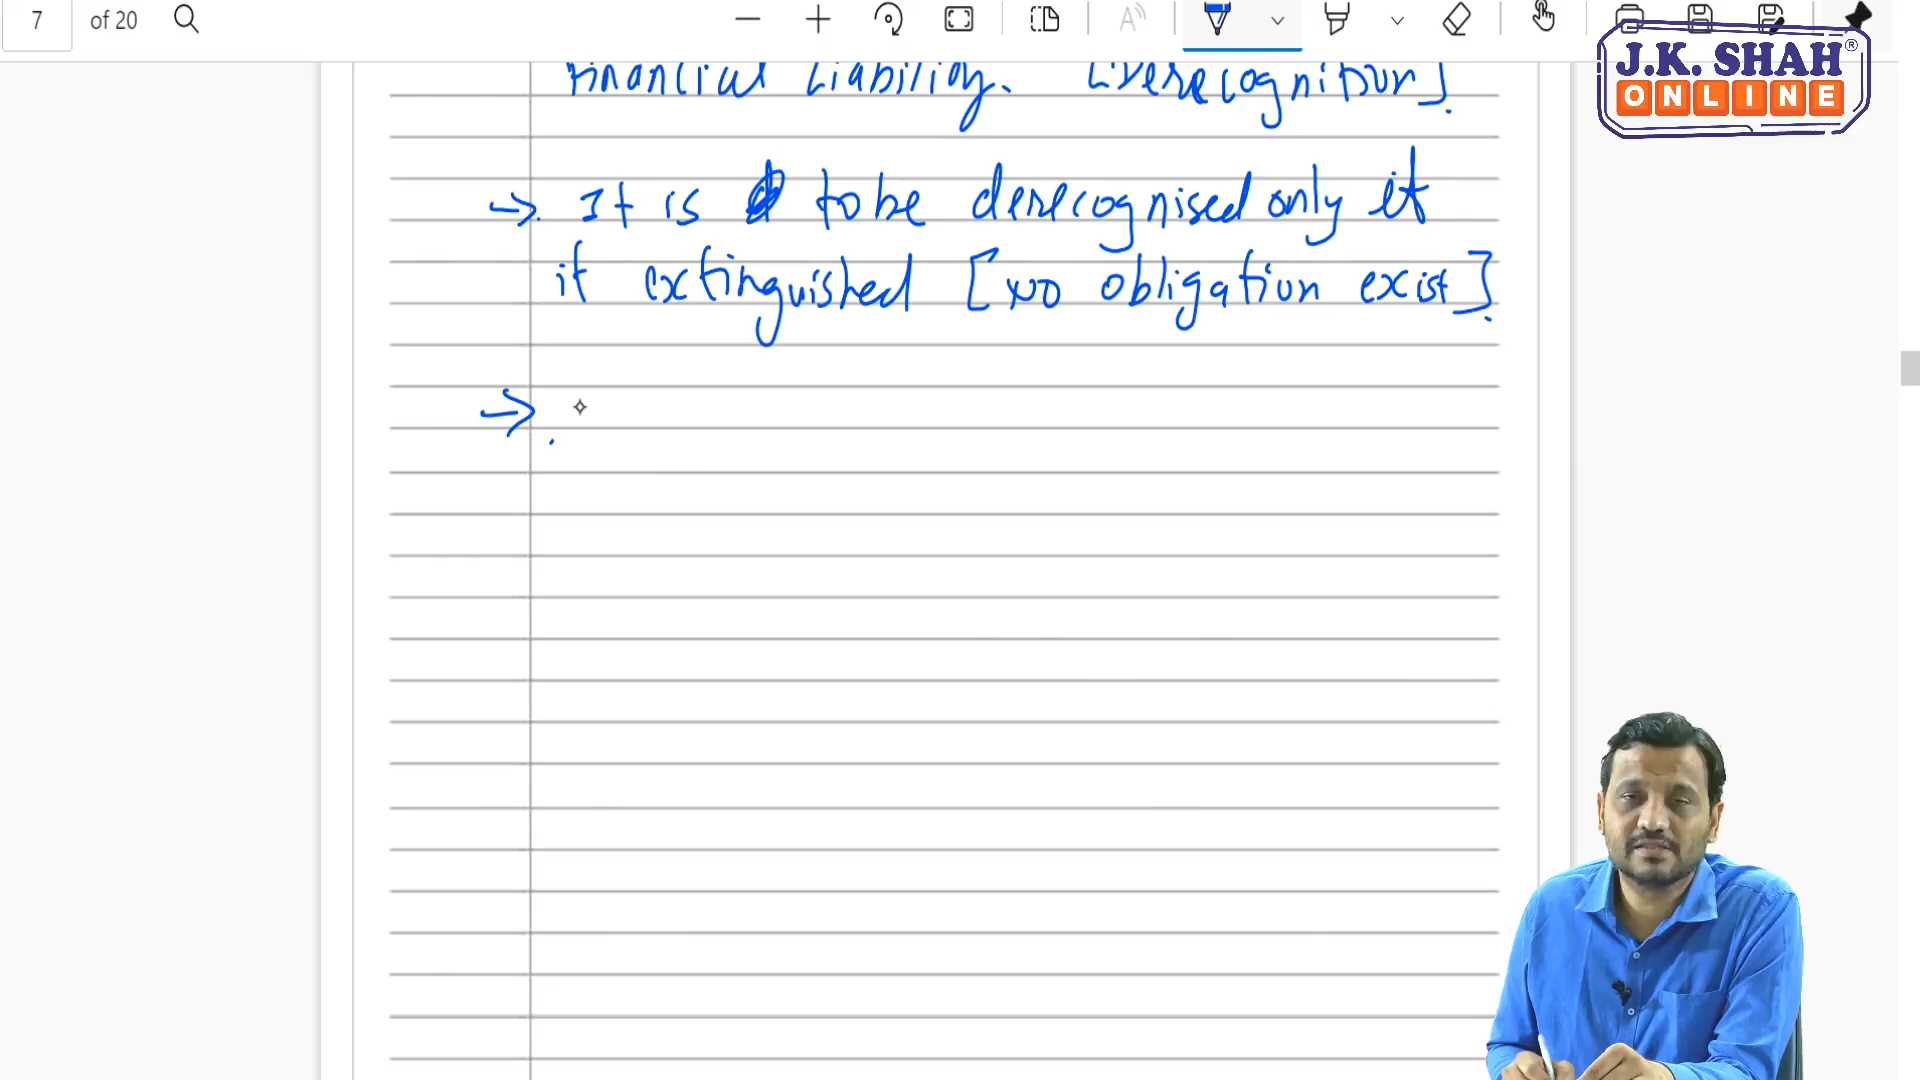 7 of 20
J.K. SHAH ®
ONLINE
Financial Liability. [Derecognition].
→ It is to be derecognised only if
it extinguished [No obligation exist].
→